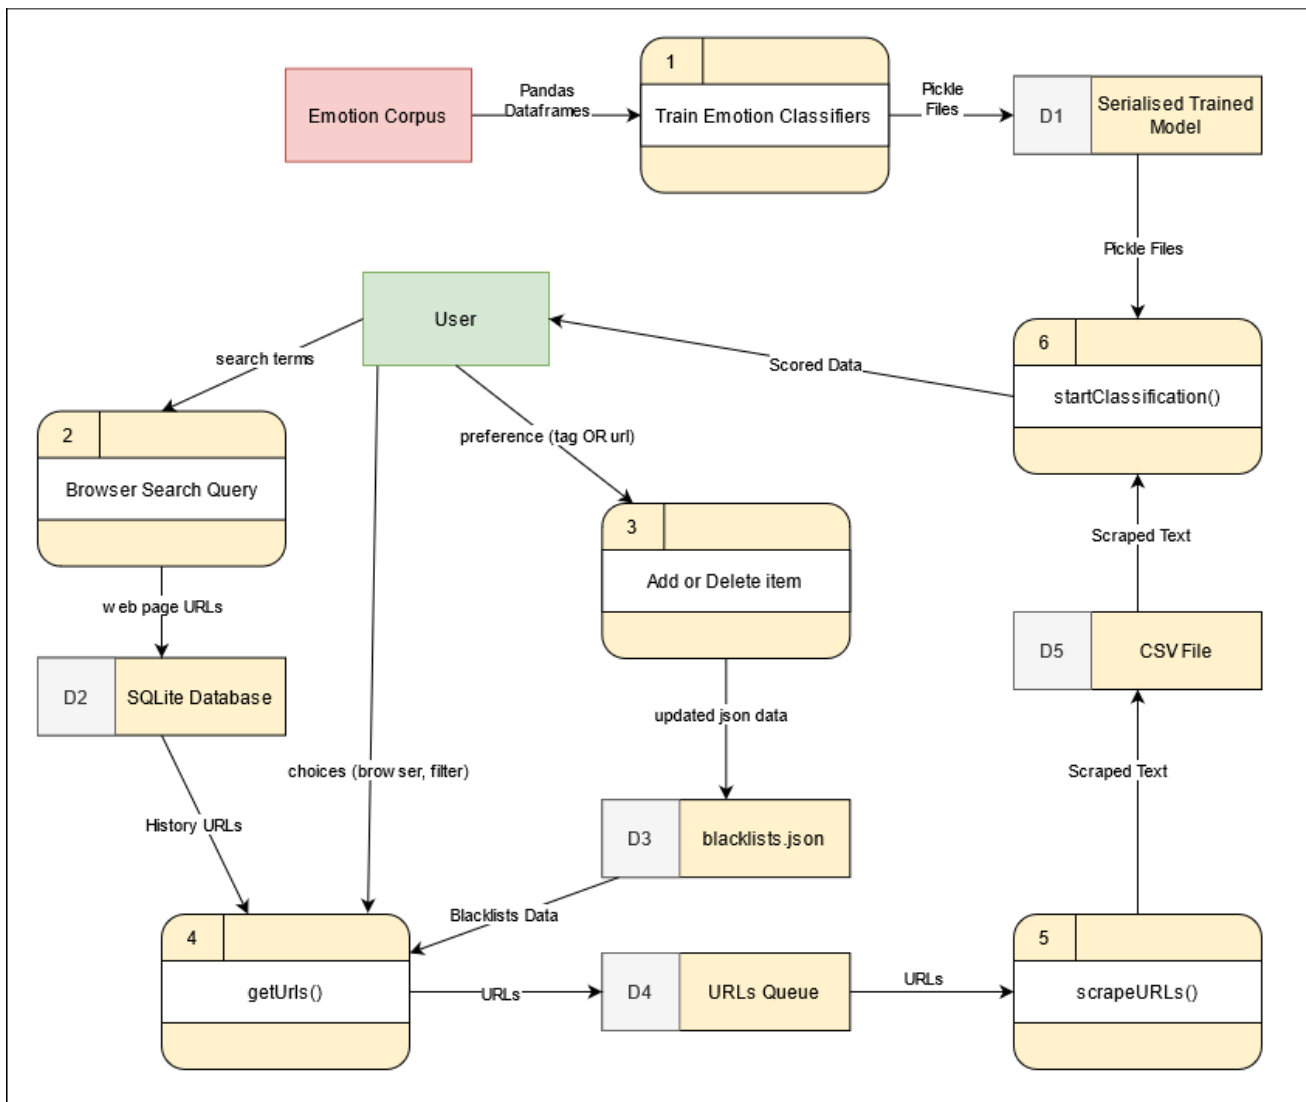 1
Emotion Corpus
Pandas
Dataframes
Train Emotion Classifiers
Pickle
Files
D1
Serialised Trained
Model
Pickle Files
User
search terms
Scored Data
6
startClassification()
2
Browser Search Query
preference (tag OR url)
3
Add or Delete item
Scraped Text
web page URLs
D2
SQLite Database
D5
CSV File
updated json data
choices (browser, filter)
Scraped Text
History URLs
D3
blacklists.json
Blacklists Data
4
getUrls()
URLs
D4
URLs Queue
URLs
5
scrapeURLs()